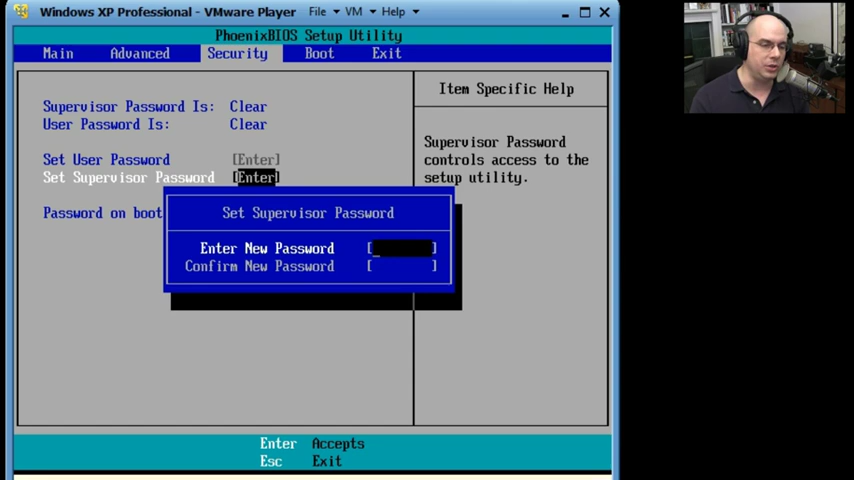 Windows XP Professional - VMware Player File VM Help
PhoenixBIOS Setup Utility
Main Advanced Security Boot Exit
Supervisor Password Is: Clear
User Password Is: Clear
Set User Password [Enter]
Set Supervisor Password [Enter]
Password on boot
Set Supervisor Password
Enter New Password [ ]
Confirm New Password [ ]
Item Specific Help
Supervisor Password
controls access to the
setup utility.
Enter Accepts
Esc Exit